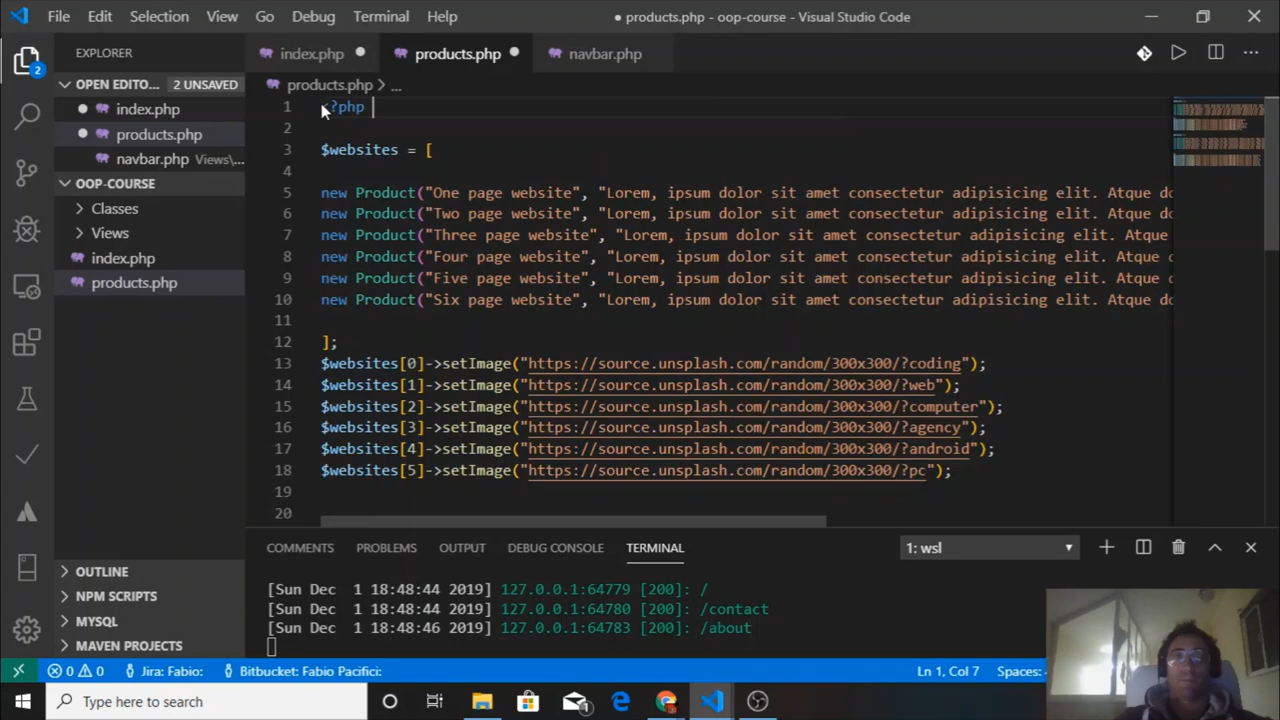 File Edit Selection View Go Debug Terminal Help
products.php - oop-course - Visual Studio Code
EXPLORER
index.php
products.php
navbar.php
OPEN EDITO... 2 UNSAVED
index.php
products.php
navbar.php Views\...
OOP-COURSE
Classes
Views
index.php
products.php
2
products.php > ...
1 <?php
2
3 $websites = [
4
5 new Product("One page website", "Lorem, ipsum dolor sit amet consectetur adipisicing elit. Atque do
6 new Product("Two page website", "Lorem, ipsum dolor sit amet consectetur adipisicing elit. Atque do
7 new Product("Three page website", "Lorem, ipsum dolor sit amet consectetur adipisicing elit. Atque
8 new Product("Four page website", "Lorem, ipsum dolor sit amet consectetur adipisicing elit. Atque d
9 new Product("Five page website", "Lorem, ipsum dolor sit amet consectetur adipisicing elit. Atque d
10 new Product("Six page website", "Lorem, ipsum dolor sit amet consectetur adipisicing elit. Atque do
11
12 ];
13 $websites[0]->setImage("https://source.unsplash.com/random/300x300/?coding");
14 $websites[1]->setImage("https://source.unsplash.com/random/300x300/?web");
15 $websites[2]->setImage("https://source.unsplash.com/random/300x300/?computer");
16 $websites[3]->setImage("https://source.unsplash.com/random/300x300/?agency");
17 $websites[4]->setImage("https://source.unsplash.com/random/300x300/?android");
18 $websites[5]->setImage("https://source.unsplash.com/random/300x300/?pc");
19
20
OUTLINE
NPM SCRIPTS
MYSQL
MAVEN PROJECTS
COMMENTS PROBLEMS OUTPUT DEBUG CONSOLE TERMINAL 1: wsl
[Sun Dec 1 18:48:44 2019] 127.0.0.1:64779 [200]: /
[Sun Dec 1 18:48:44 2019] 127.0.0.1:64780 [200]: /contact
[Sun Dec 1 18:48:46 2019] 127.0.0.1:64783 [200]: /about
0 0 Jira: Fabio: Bitbucket: Fabio Pacifici: Ln 1, Col 7 Spaces:
Type here to search
1